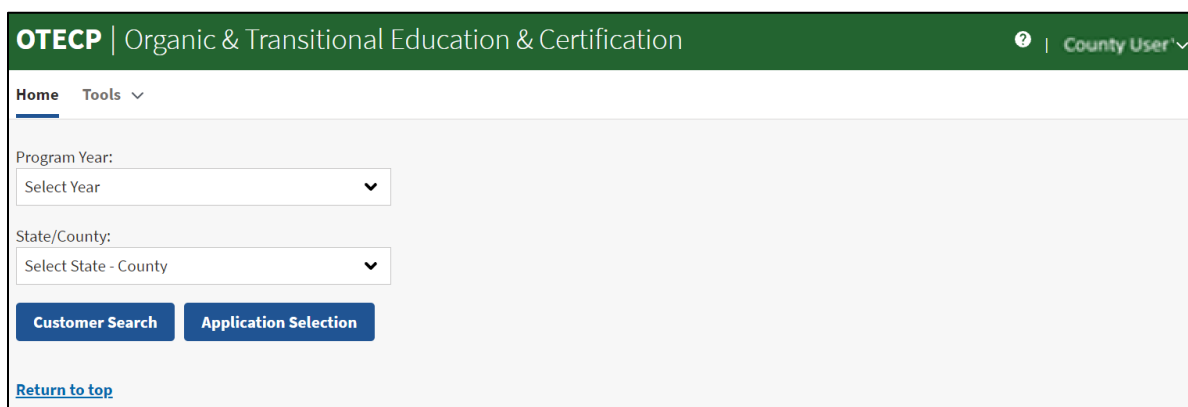 OTECP | Organic & Transitional Education & Certification
? | County User
Home Tools
Program Year:
Select Year
State/County:
Select State - County
Customer Search Application Selection
Return to top